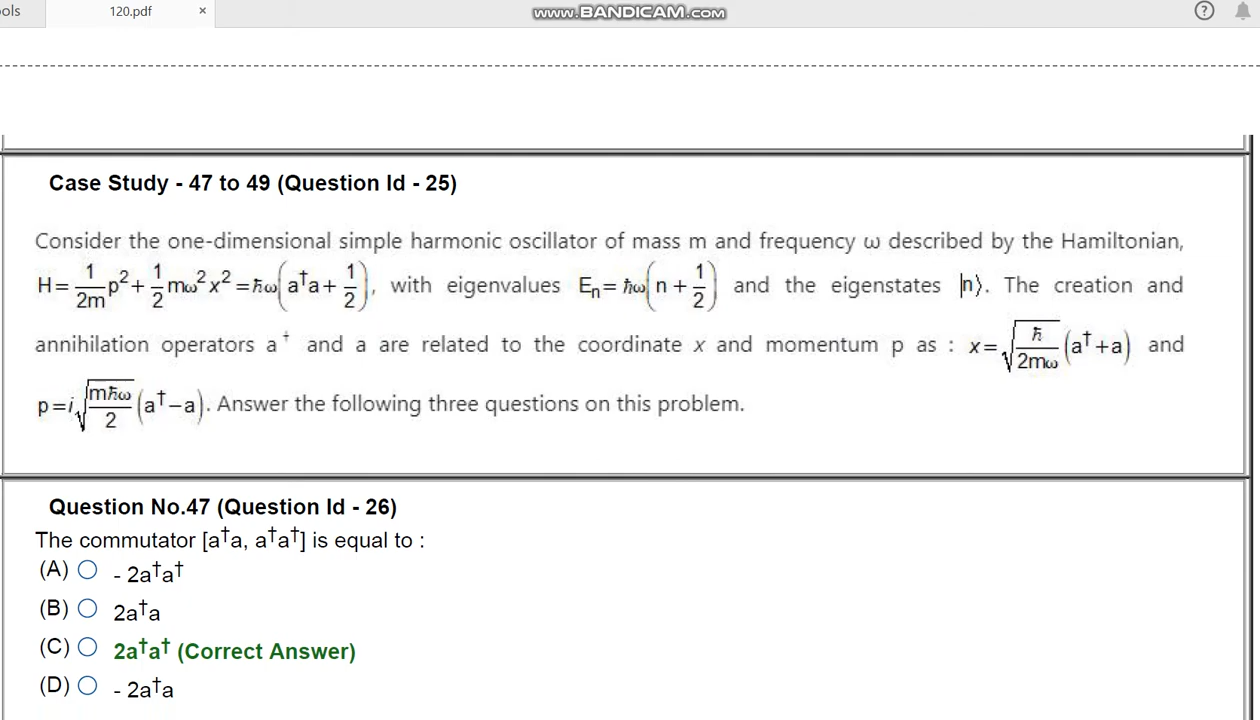 ols
120.pdf ×
www.BANDICAM.com
?
Case Study - 47 to 49 (Question Id - 25)
Consider the one-dimensional simple harmonic oscillator of mass m and frequency ω described by the Hamiltonian,
H = 1/2m p² + 1/2 mω²x² = ħω(a†a + 1/2), with eigenvalues Eₙ = ħω(n + 1/2) and the eigenstates |n⟩. The creation and
annihilation operators a† and a are related to the coordinate x and momentum p as : x = √(ħ/2mω) (a† + a) and
p = i√(mħω/2) (a† − a). Answer the following three questions on this problem.
Question No.47 (Question Id - 26)
The commutator [a†a, a†a†] is equal to :
(A) - 2a†a†
(B) 2a†a
(C) 2a†a† (Correct Answer)
(D) - 2a†a